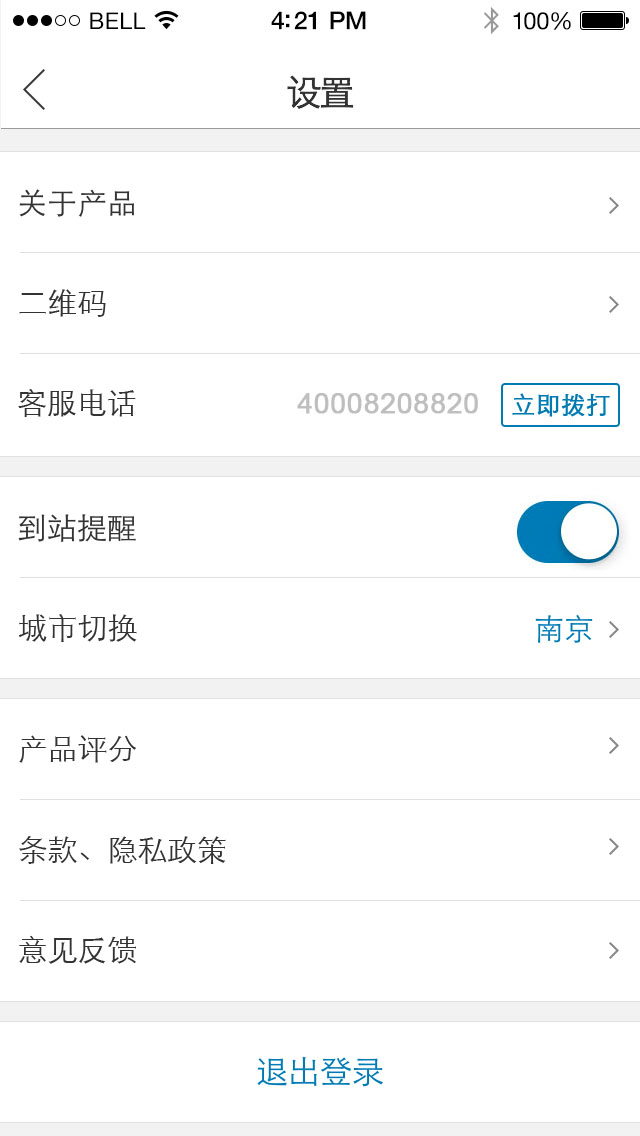 BELL 4:21 PM 100%
设置
关于产品
二维码
客服电话 40008208820 立即拨打
到站提醒
城市切换 南京
产品评分
条款、隐私政策
意见反馈
退出登录